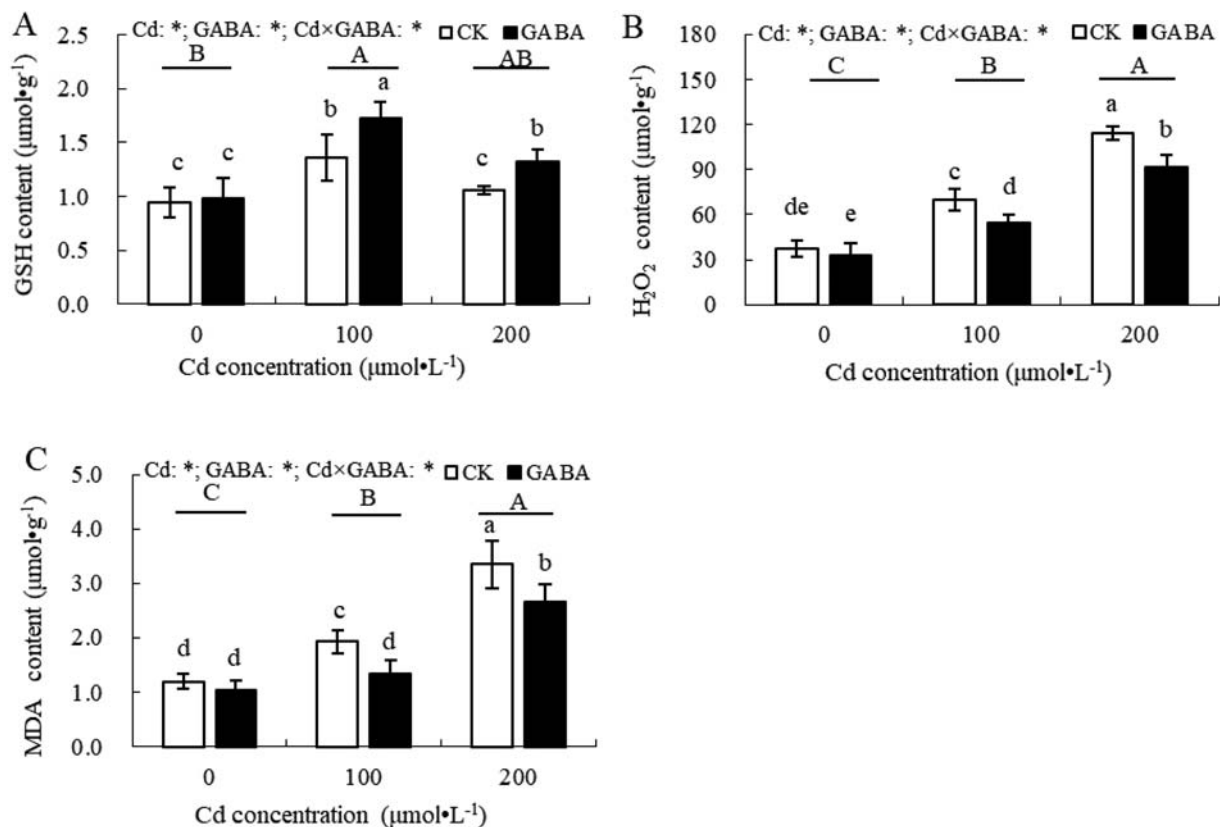 A
Cd: *; GABA: *; Cd×GABA: * CK GABA
2.5
2.0
1.5
1.0
0.5
0.0
GSH content (μmol•g-1)
B
A
AB
c
c
b
a
c
b
0
100
200
Cd concentration (μmol•L-1)
B
Cd: *; GABA: *; Cd×GABA: * CK GABA
180
150
120
90
60
30
0
H2O2 content (μmol•g-1)
C
B
A
de
e
c
d
a
b
0
100
200
Cd concentration (μmol•L-1)
C
Cd: *; GABA: *; Cd×GABA: * CK GABA
5.0
4.0
3.0
2.0
1.0
0.0
MDA content (μmol•g-1)
C
B
A
d
d
c
d
a
b
0
100
200
Cd concentration (μmol•L-1)